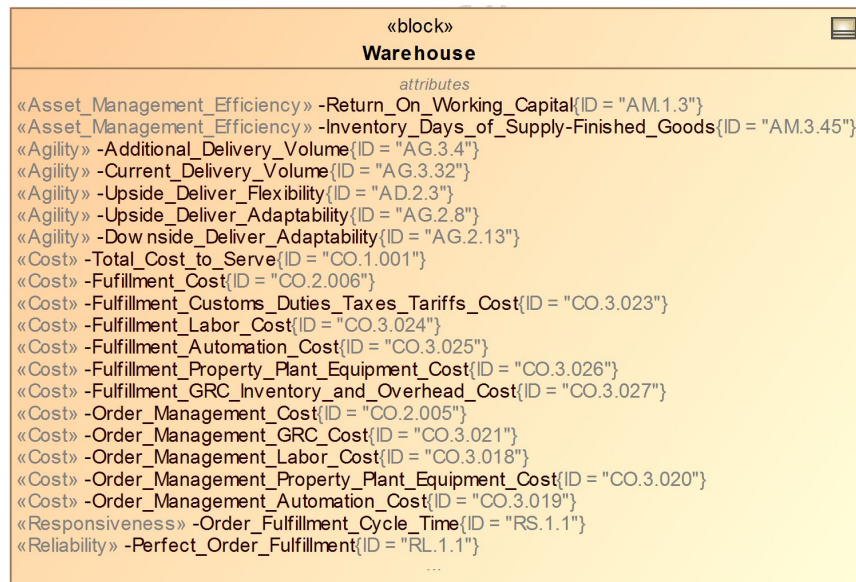 «block»
Warehouse
attributes
«Asset_Management_Efficiency» -Return_On_Working_Capital{ID = "AM.1.3"}
«Asset_Management_Efficiency» -Inventory_Days_of_Supply-Finished_Goods{ID = "AM.3.45"}
«Agility» -Additional_Delivery_Volume{ID = "AG.3.4"}
«Agility» -Current_Delivery_Volume{ID = "AG.3.32"}
«Agility» -Upside_Deliver_Flexibility{ID = "AD.2.3"}
«Agility» -Upside_Deliver_Adaptability{ID = "AG.2.8"}
«Agility» -Downside_Deliver_Adaptability{ID = "AG.2.13"}
«Cost» -Total_Cost_to_Serve{ID = "CO.1.001"}
«Cost» -Fufillment_Cost{ID = "CO.2.006"}
«Cost» -Fulfillment_Customs_Duties_Taxes_Tariffs_Cost{ID = "CO.3.023"}
«Cost» -Fulfillment_Labor_Cost{ID = "CO.3.024"}
«Cost» -Fulfillment_Automation_Cost{ID = "CO.3.025"}
«Cost» -Fulfillment_Property_Plant_Equipment_Cost{ID = "CO.3.026"}
«Cost» -Fulfillment_GRC_Inventory_and_Overhead_Cost{ID = "CO.3.027"}
«Cost» -Order_Management_Cost{ID = "CO.2.005"}
«Cost» -Order_Management_GRC_Cost{ID = "CO.3.021"}
«Cost» -Order_Management_Labor_Cost{ID = "CO.3.018"}
«Cost» -Order_Management_Property_Plant_Equipment_Cost{ID = "CO.3.020"}
«Cost» -Order_Management_Automation_Cost{ID = "CO.3.019"}
«Responsiveness» -Order_Fulfillment_Cycle_Time{ID = "RS.1.1"}
«Reliability» -Perfect_Order_Fulfillment{ID = "RL.1.1"}
...